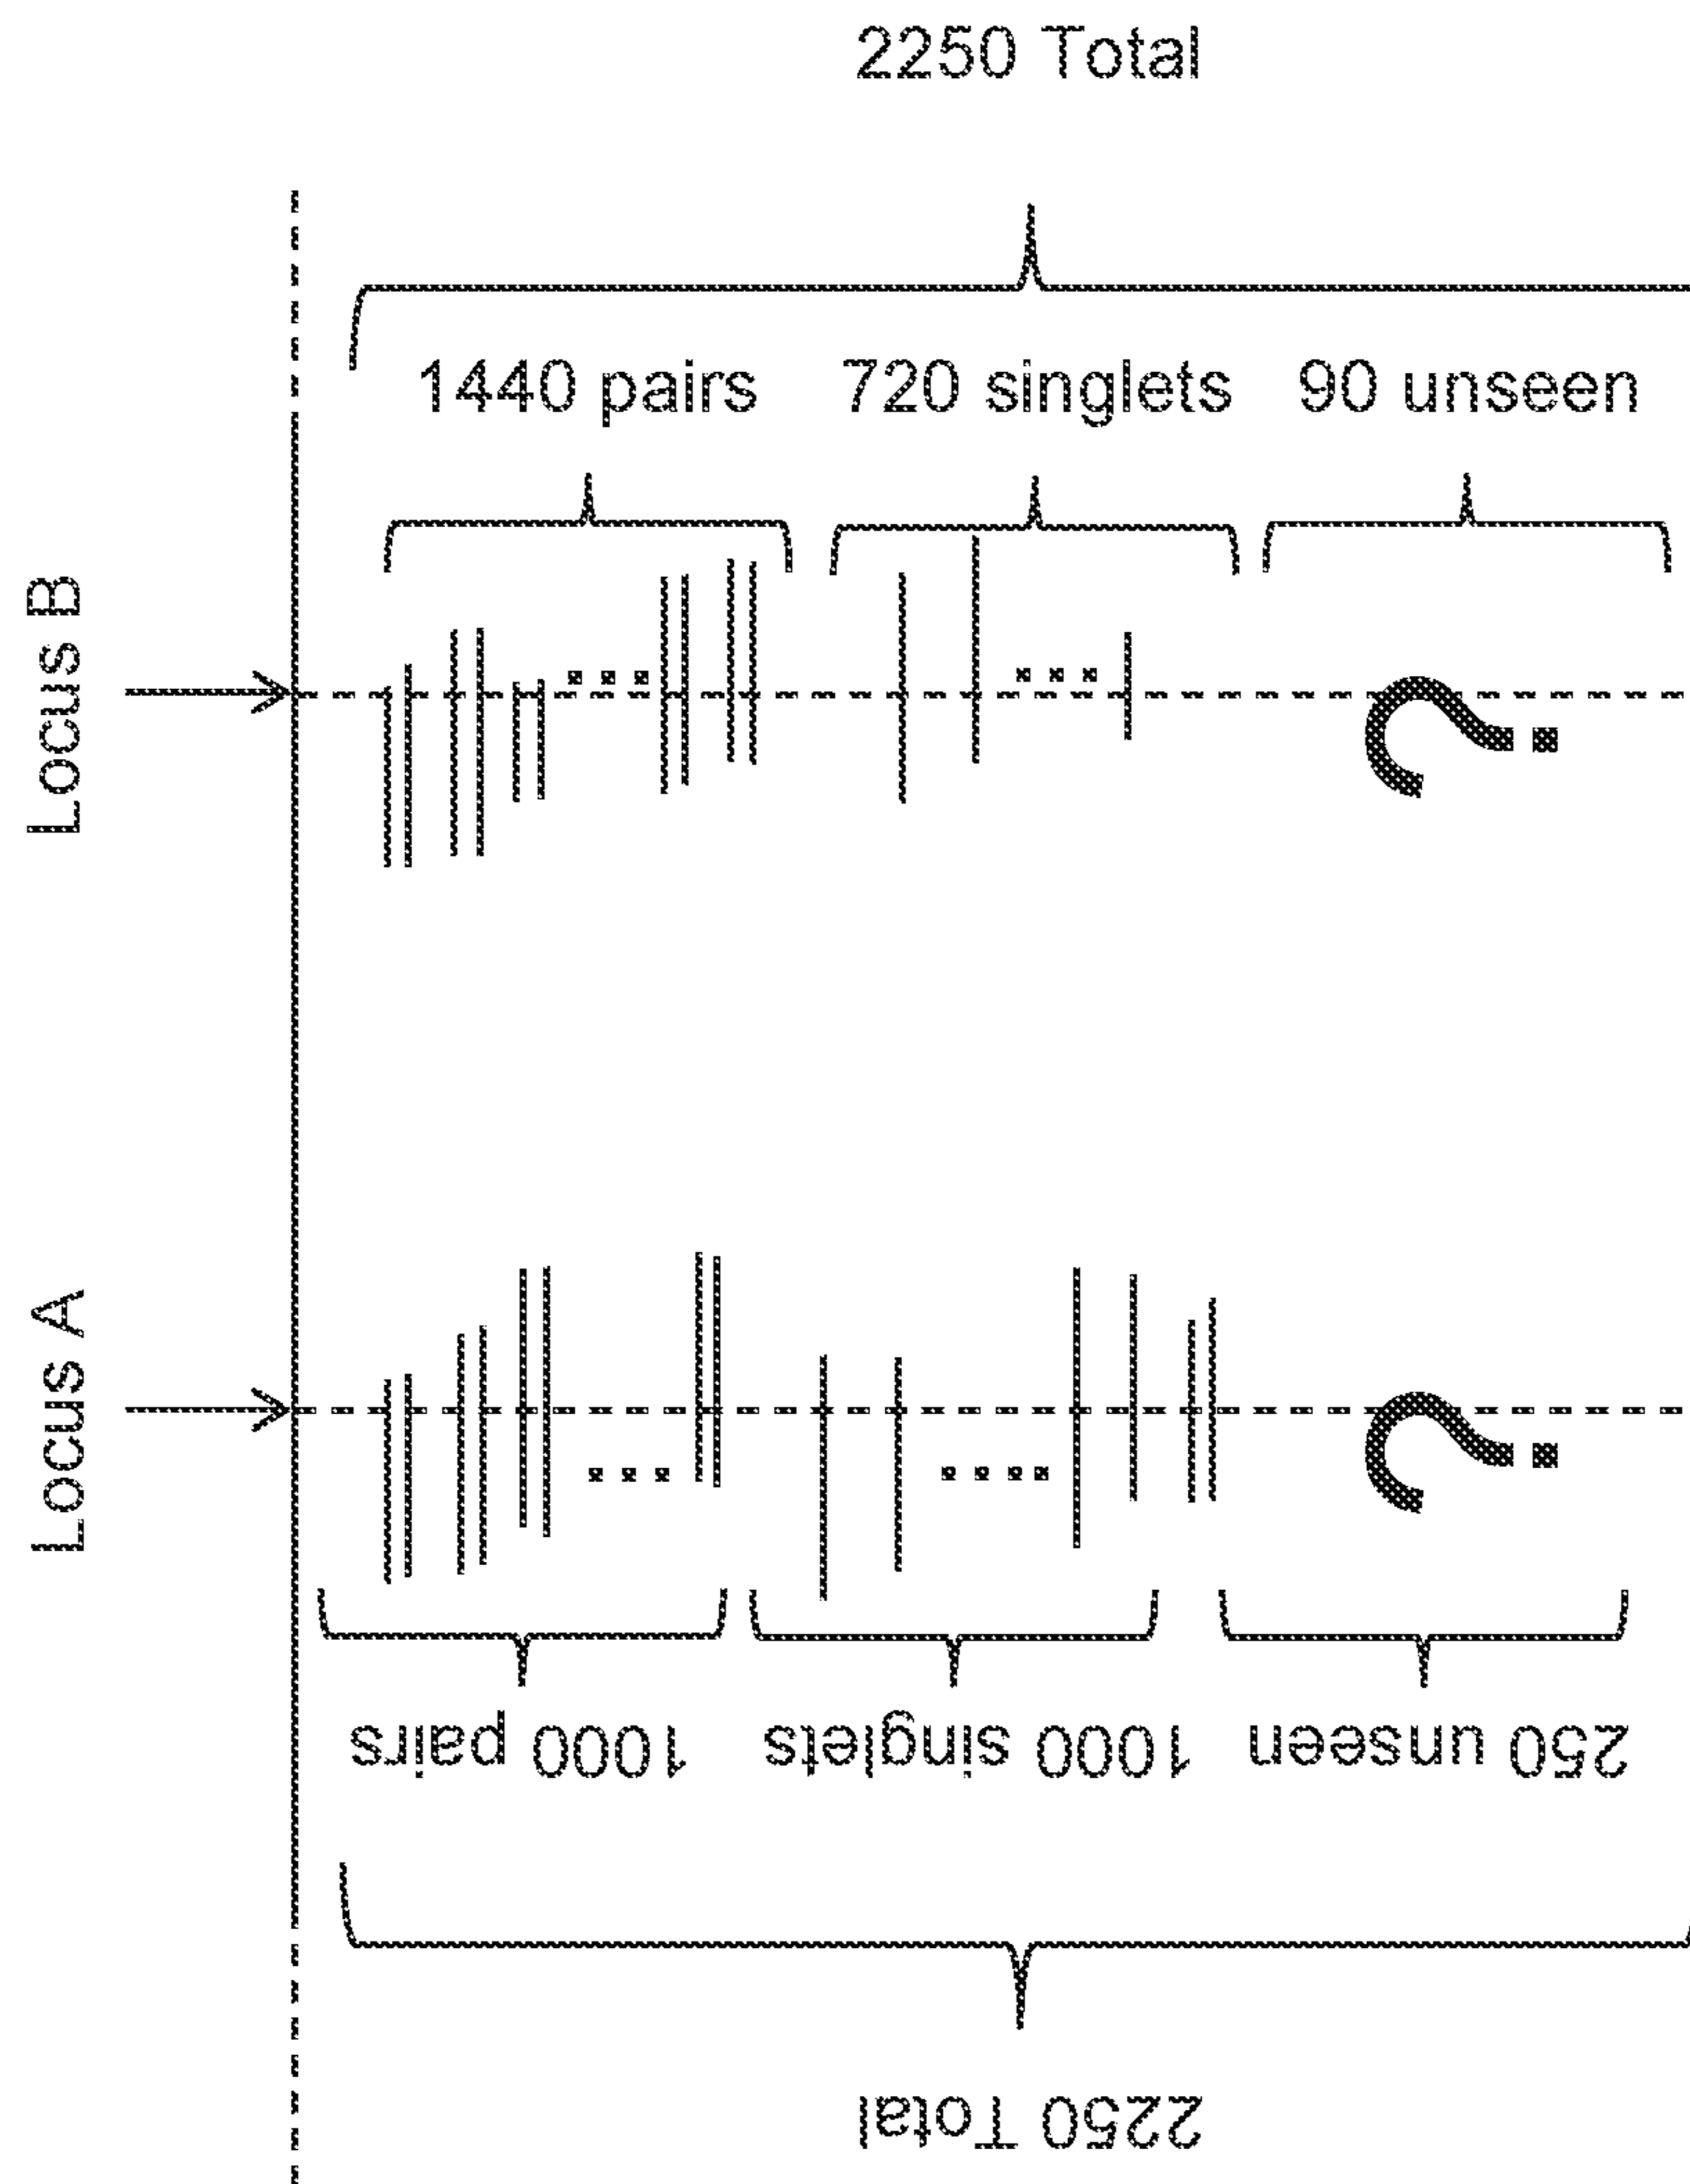 Locus A
Locus B
1000 pairs
1000 singlets
250 unseen
2250 Total
1440 pairs
720 singlets
90 unseen
2250 Total
?
?